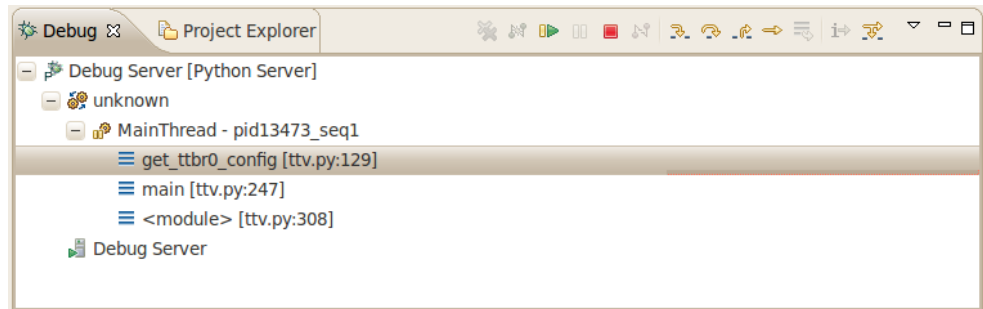 Debug Project Explorer
Debug Server [Python Server]
unknown
MainThread - pid13473_seq1
get_ttbr0_config [ttv.py:129]
main [ttv.py:247]
<module> [ttv.py:308]
Debug Server